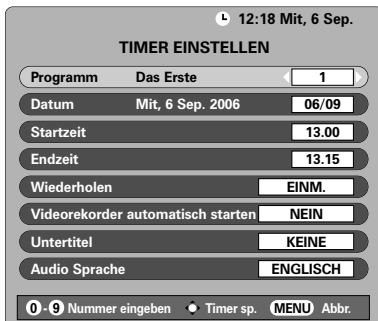 12:18 Mit, 6 Sep.
TIMER EINSTELLEN
Programm Das Erste 1
Datum Mit, 6 Sep. 2006 06/09
Startzeit 13.00
Endzeit 13.15
Wiederholen EINM.
Videorekorder automatisch starten NEIN
Untertitel KEINE
Audio Sprache ENGLISCH
0-9 Nummer eingeben Timer sp. MENU Abbr.